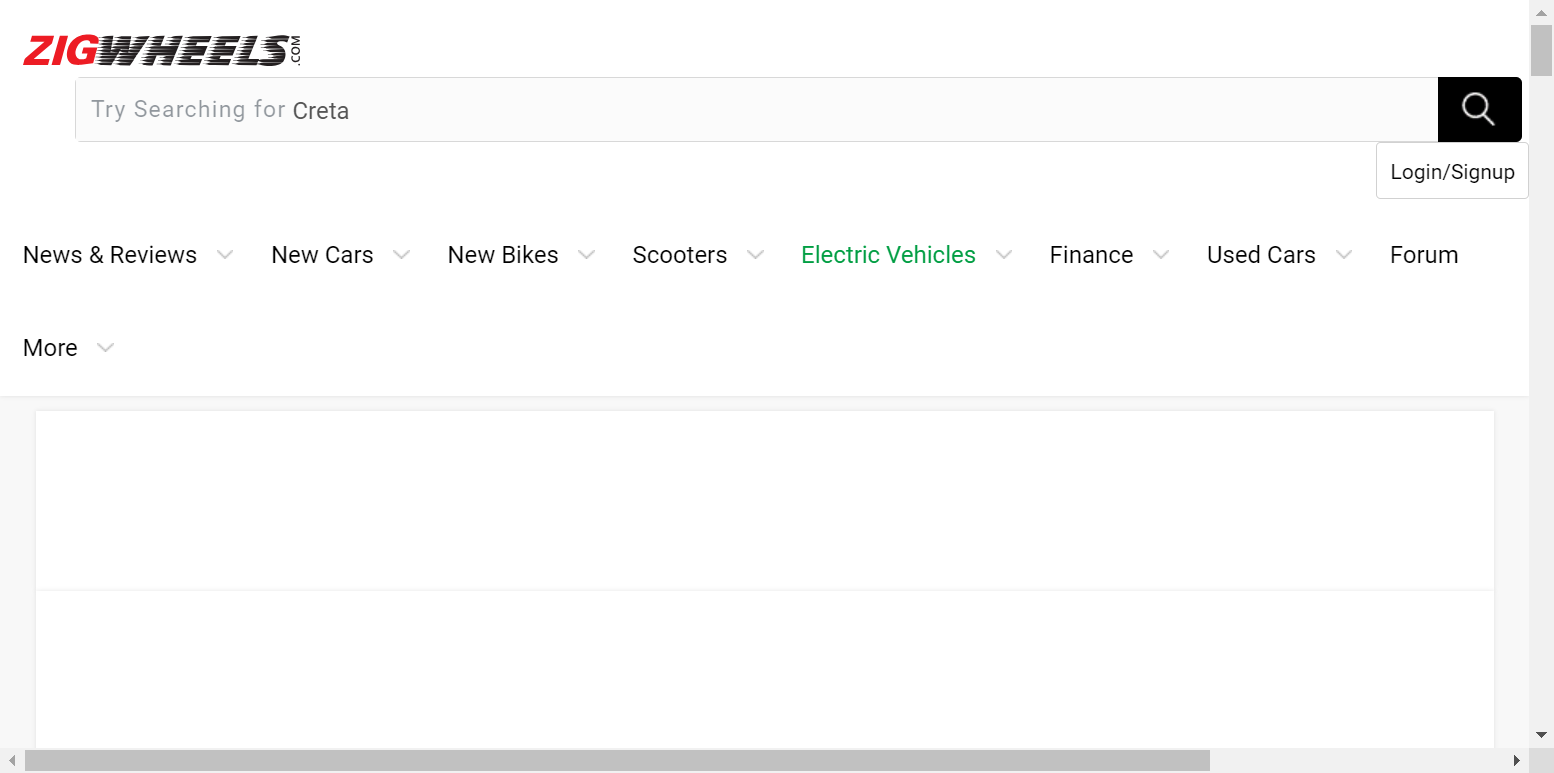 ZIGWHEELS.COM
Try Searching for Creta
Login/Signup
News & Reviews New Cars New Bikes Scooters Electric Vehicles Finance Used Cars Forum
More